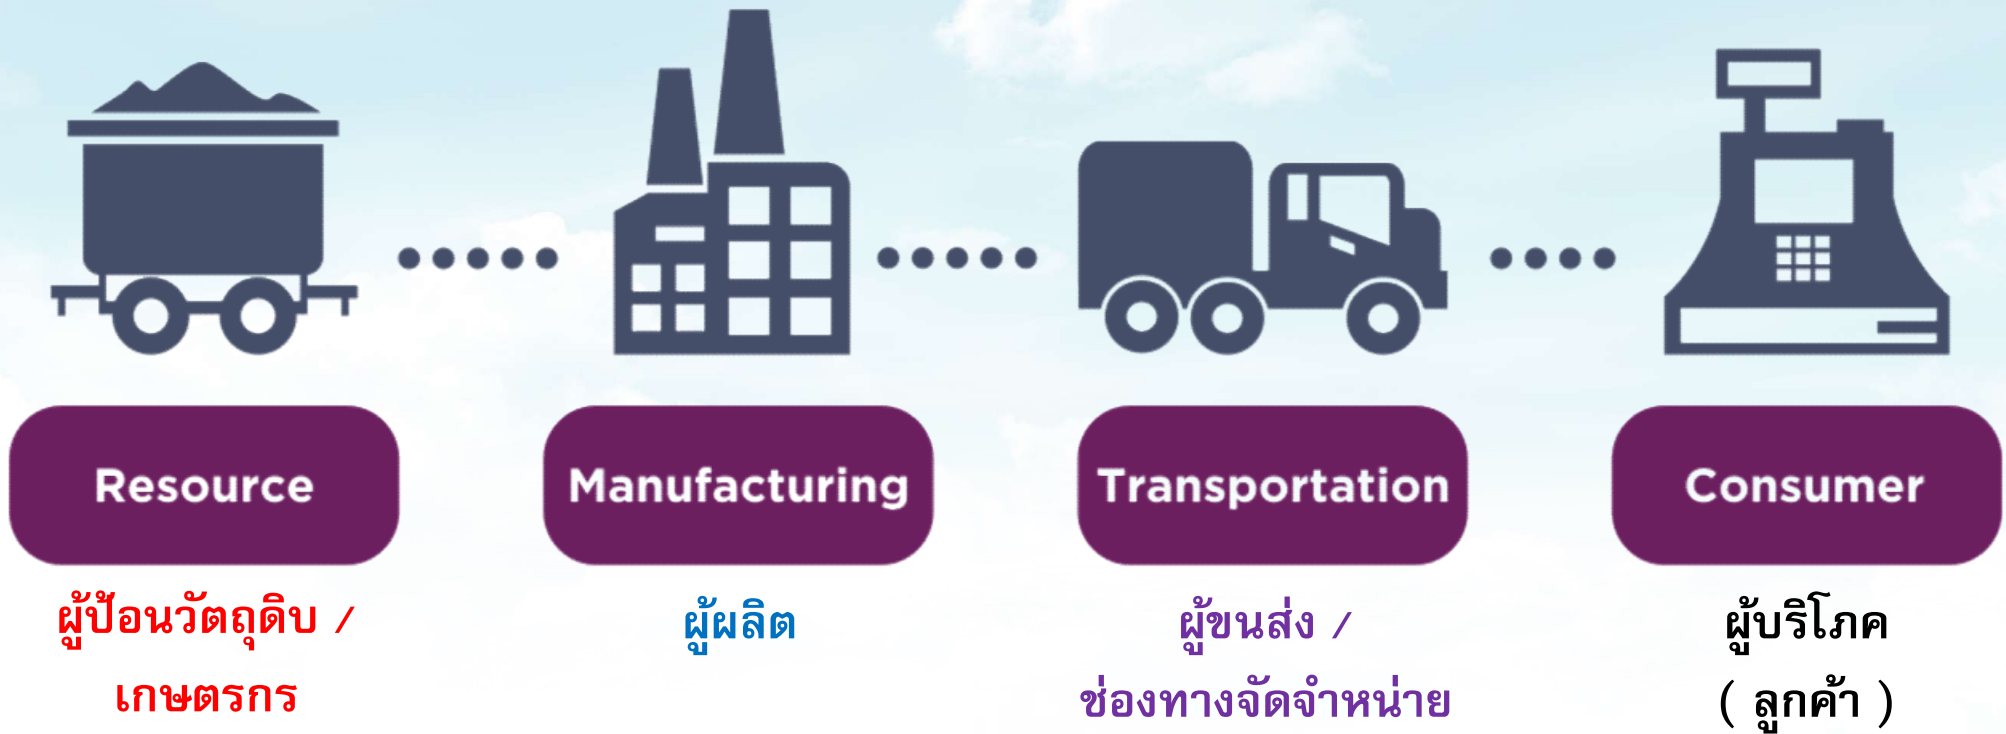 Resource
Manufacturing
Transportation
Consumer
ผู้ป้อนวัตถุดิบ /
เกษตรกร
ผู้ผลิต
ผู้ขนส่ง /
ช่องทางจัดจำหน่าย
ผู้บริโภค
( ลูกค้า )